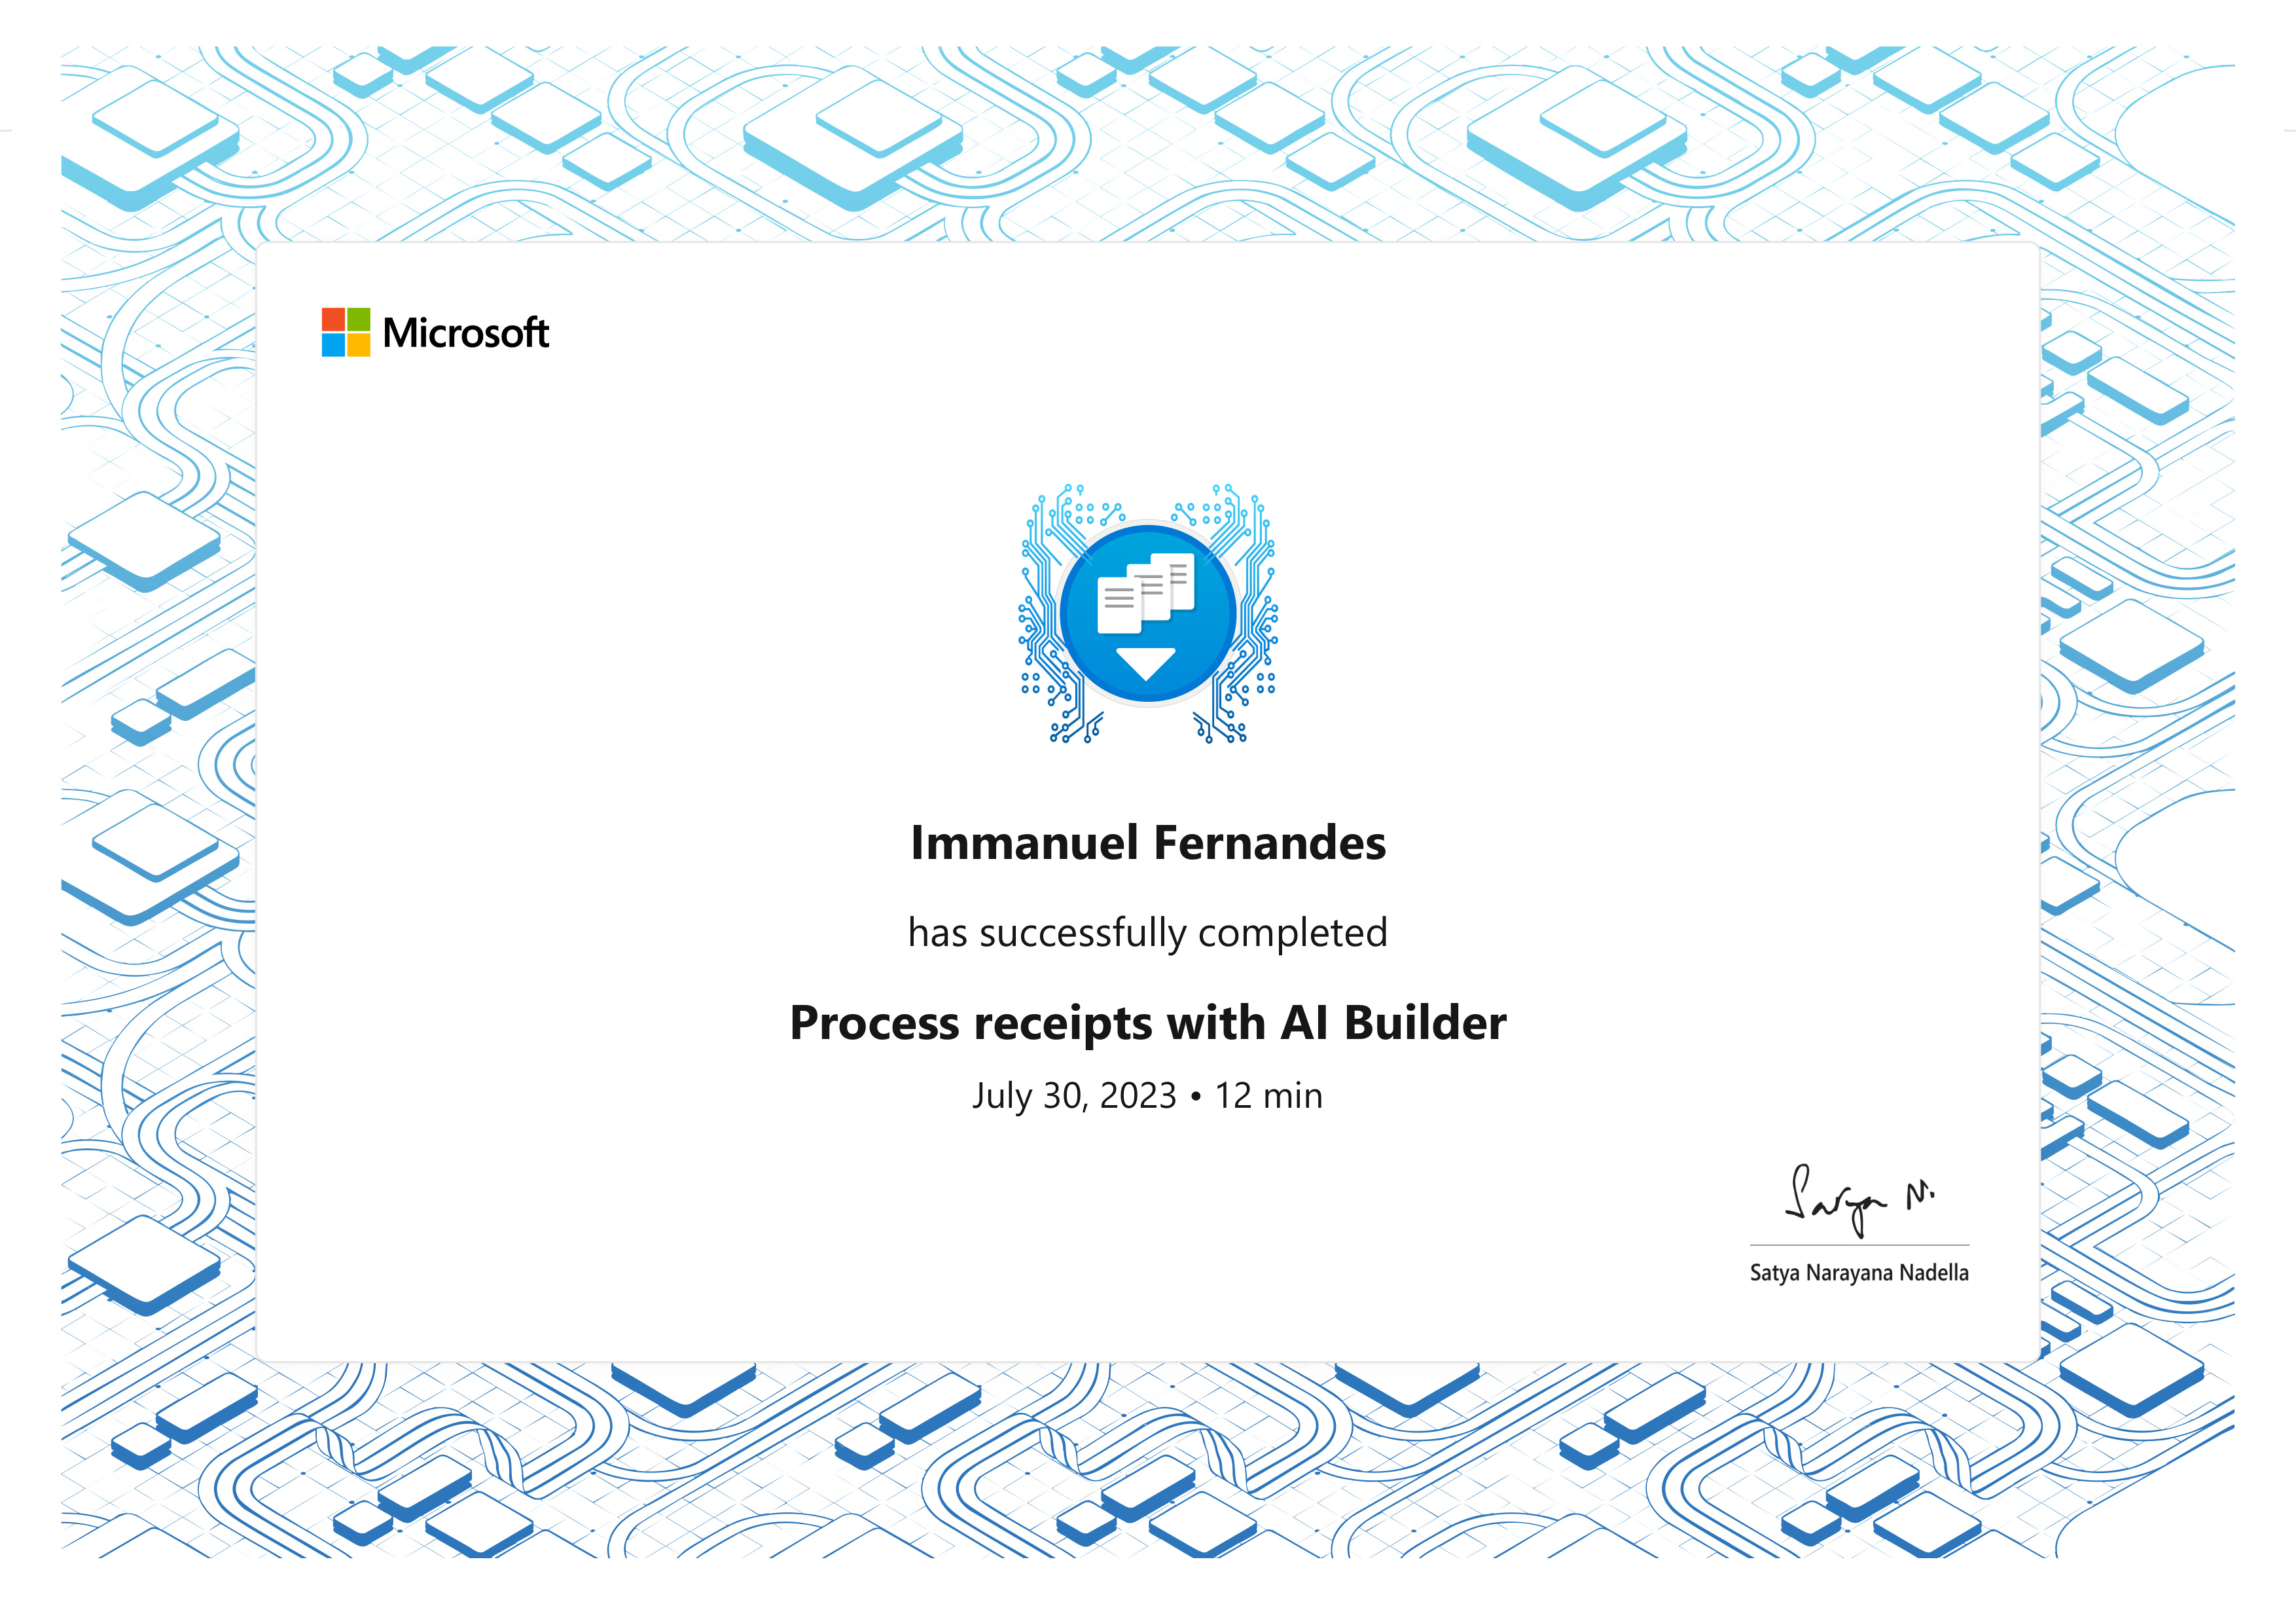 Microsoft
Immanuel Fernandes
has successfully completed
Process receipts with AI Builder
July 30, 2023 • 12 min
Satya N.
Satya Narayana Nadella